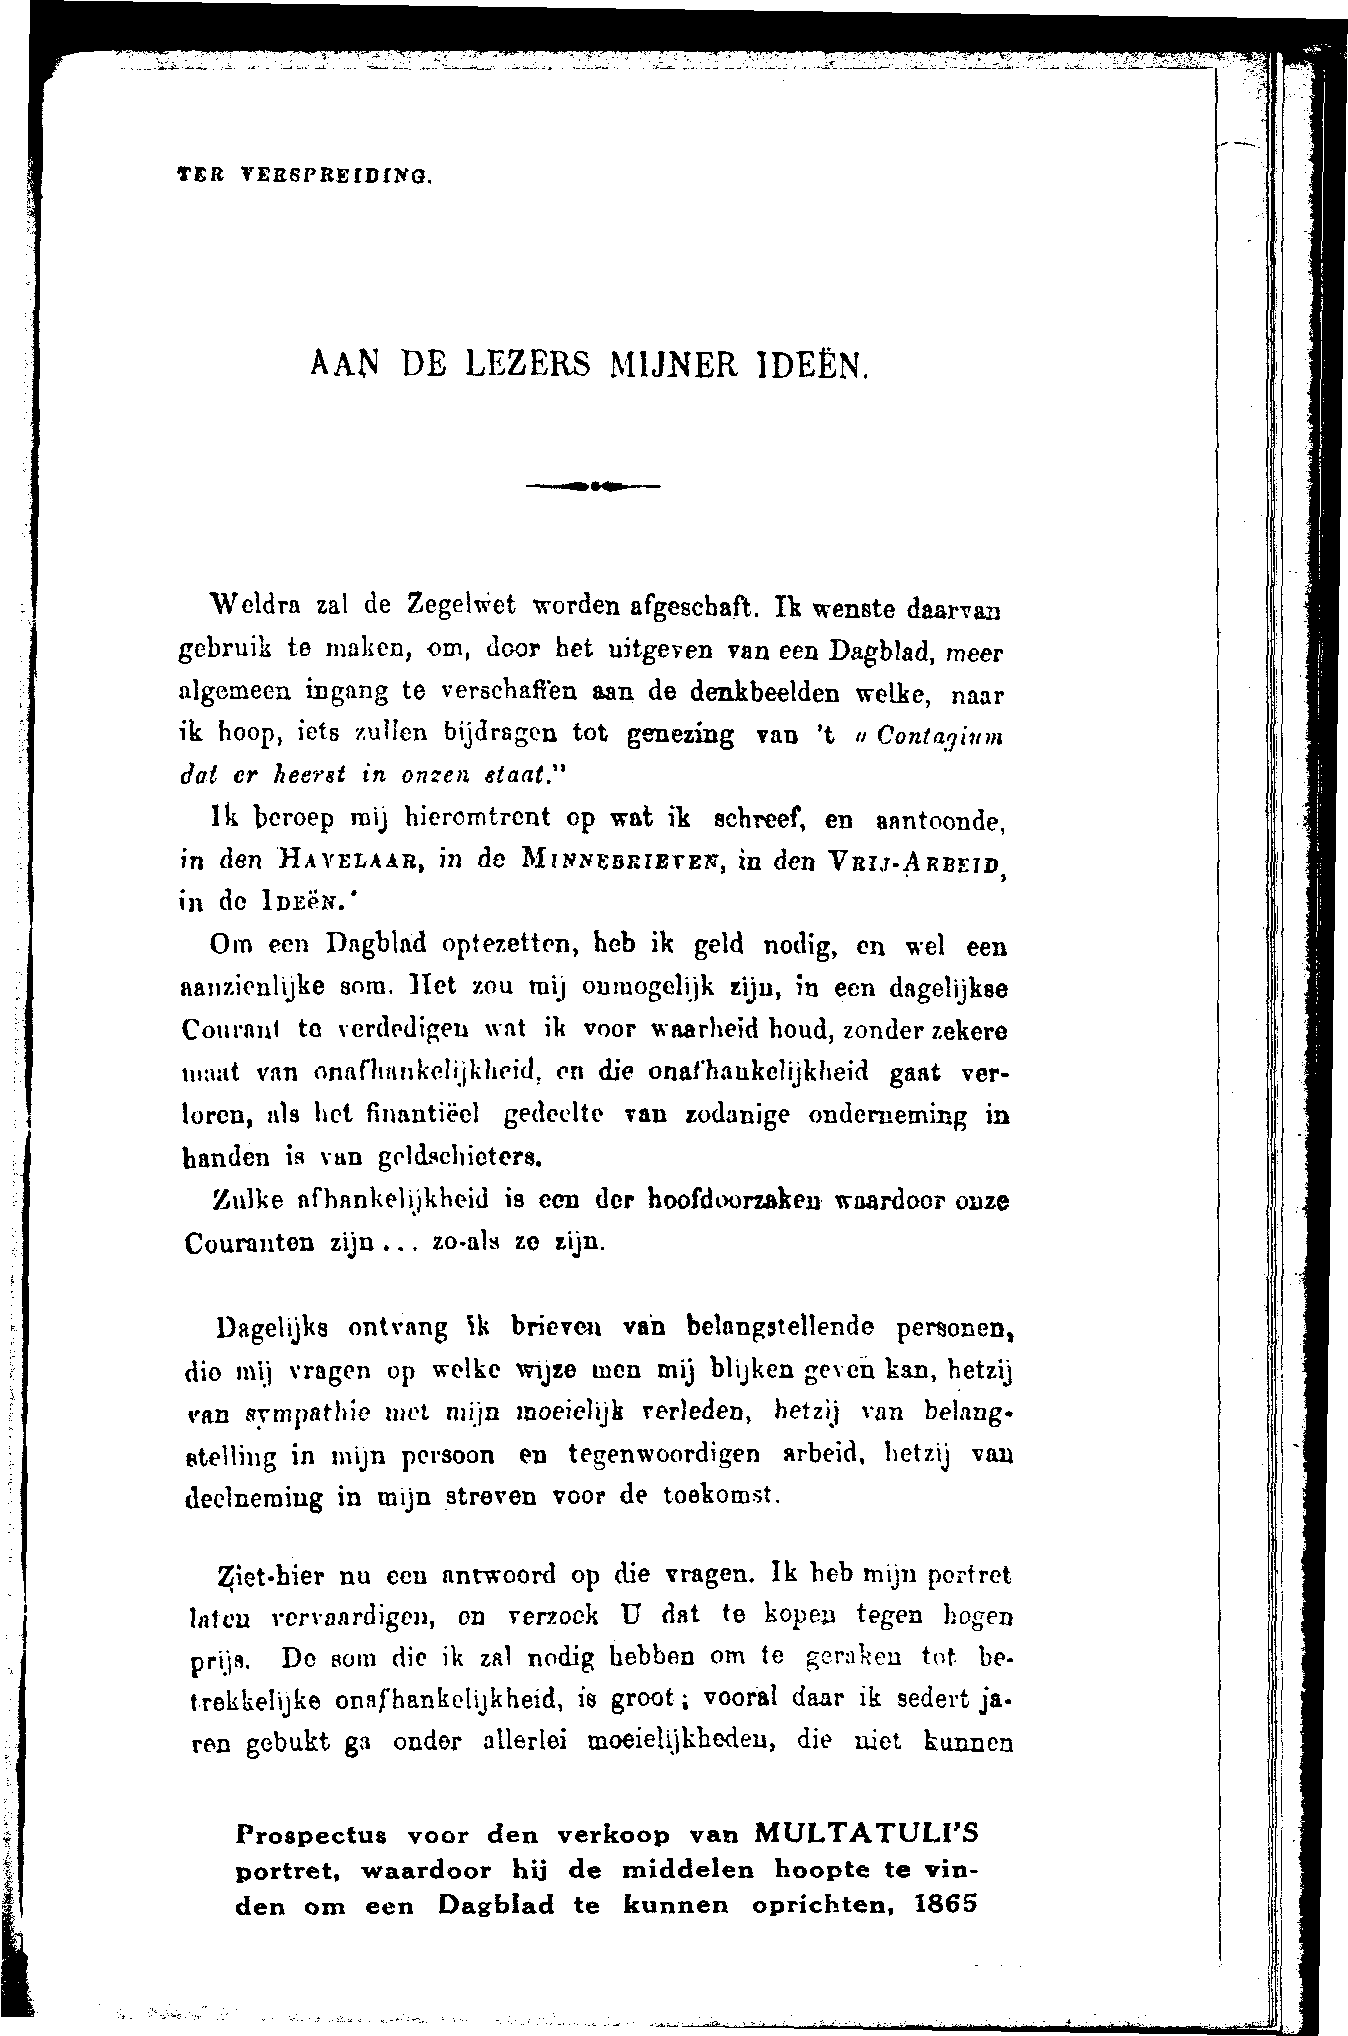 TER VERSPREIDING.
AAN DE LEZERS MIJNER IDEËN.
Weldra zal de Zegelwet worden afgeschaft. Ik wenste daarvan
gebruik te maken, om, door het uitgeven van een Dagblad, meer
algemeen ingang te verschaffen aan de denkbeelden welke, naar
ik hoop, iets zullen bijdragen tot genezing van 't „Contagium
dat er heerst in onzen staat."
Ik beroep mij hieromtrent op wat ik schreef, en aantoonde,
in den HAVELAAR, in de MINNEBRIEVEN, in den VRIJ-ARBEID,
in de IDEËN.
Om een Dagblad optezetten, heb ik geld nodig, en wel een
aanzienlijke som. Het zou mij onmogelijk zijn, in een dagelijkse
Courant te verdedigen wat ik voor waarheid houd, zonder zekere
maat van onafhankelijkheid, en die onafhankelijkheid gaat ver-
loren, als het finantiëel gedeelte van zodanige onderneming in
handen is van geldschieters.
Zulke afhankelijkheid is een der hoofdoorzaken waardoor onze
Couranten zijn... zo-als ze zijn.
Dagelijks ontvang ik brieven van belangstellende personen,
die mij vragen op welke wijze men mij blijken geven kan, hetzij
van sympathie met mijn moeielijk verleden, hetzij van belang-
stelling in mijn persoon en tegenwoordigen arbeid, hetzij van
deelneming in mijn streven voor de toekomst.
Ziet-hier nu een antwoord op die vragen. Ik heb mijn portret
laten vervaardigen, en verzoek U dat te kopen tegen hogen
prijs. De som die ik zal nodig hebben om te geraken tot be-
trekkelijke onafhankelijkheid, is groot; vooral daar ik sedert ja-
ren gebukt ga onder allerlei moeielijkheden, die niet kunnen
Prospectus voor den verkoop van MULTATULI'S
portret, waardoor hij de middelen hoopte te vin-
den om een Dagblad te kunnen oprichten, 1865